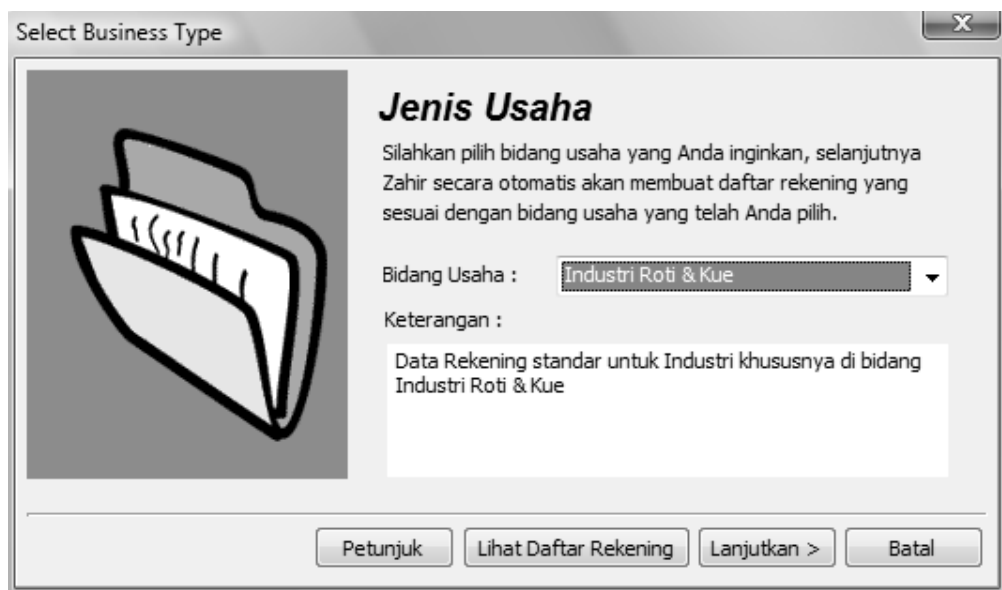 Select Business Type
Jenis Usaha
Silahkan pilih bidang usaha yang Anda inginkan, selanjutnya
Zahir secara otomatis akan membuat daftar rekening yang
sesuai dengan bidang usaha yang telah Anda pilih.
Bidang Usaha : Industri Roti & Kue
Keterangan :
Data Rekening standar untuk Industri khususnya di bidang
Industri Roti & Kue
Petunjuk Lihat Daftar Rekening Lanjutkan > Batal